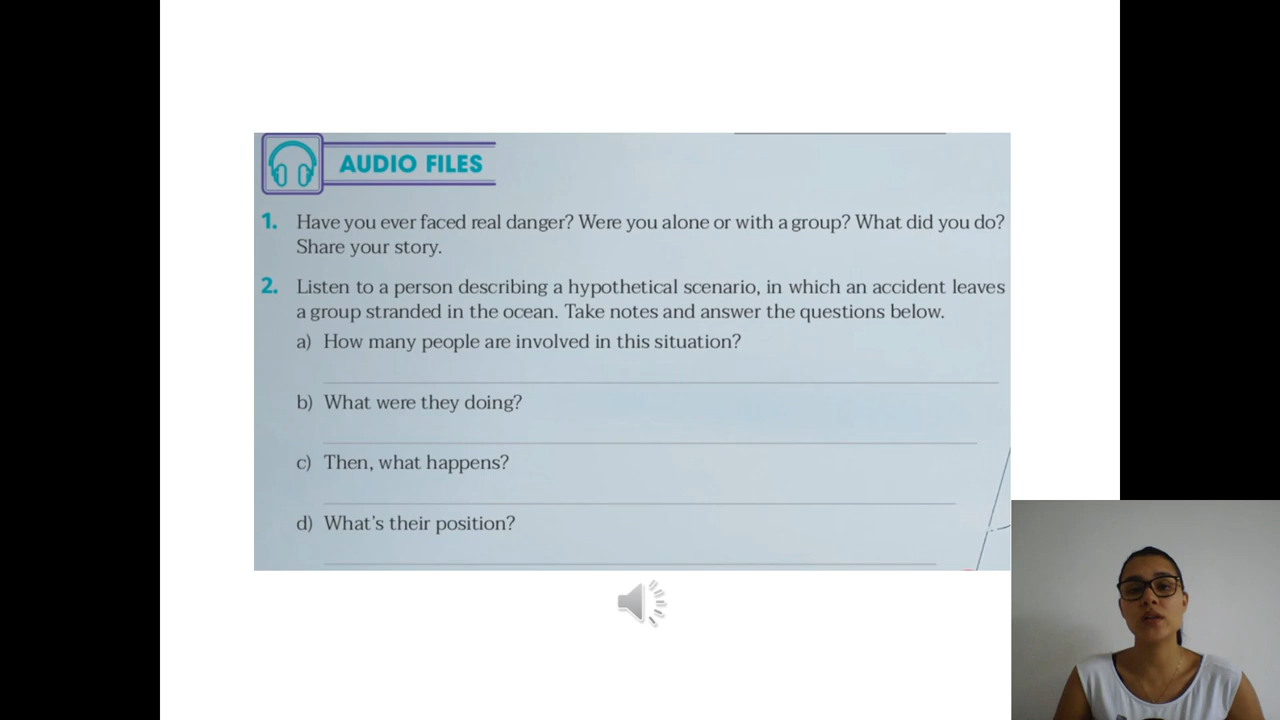 AUDIO FILES
1. Have you ever faced real danger? Were you alone or with a group? What did you do?
Share your story.
2. Listen to a person describing a hypothetical scenario, in which an accident leaves
a group stranded in the ocean. Take notes and answer the questions below.
a) How many people are involved in this situation?
b) What were they doing?
c) Then, what happens?
d) What's their position?